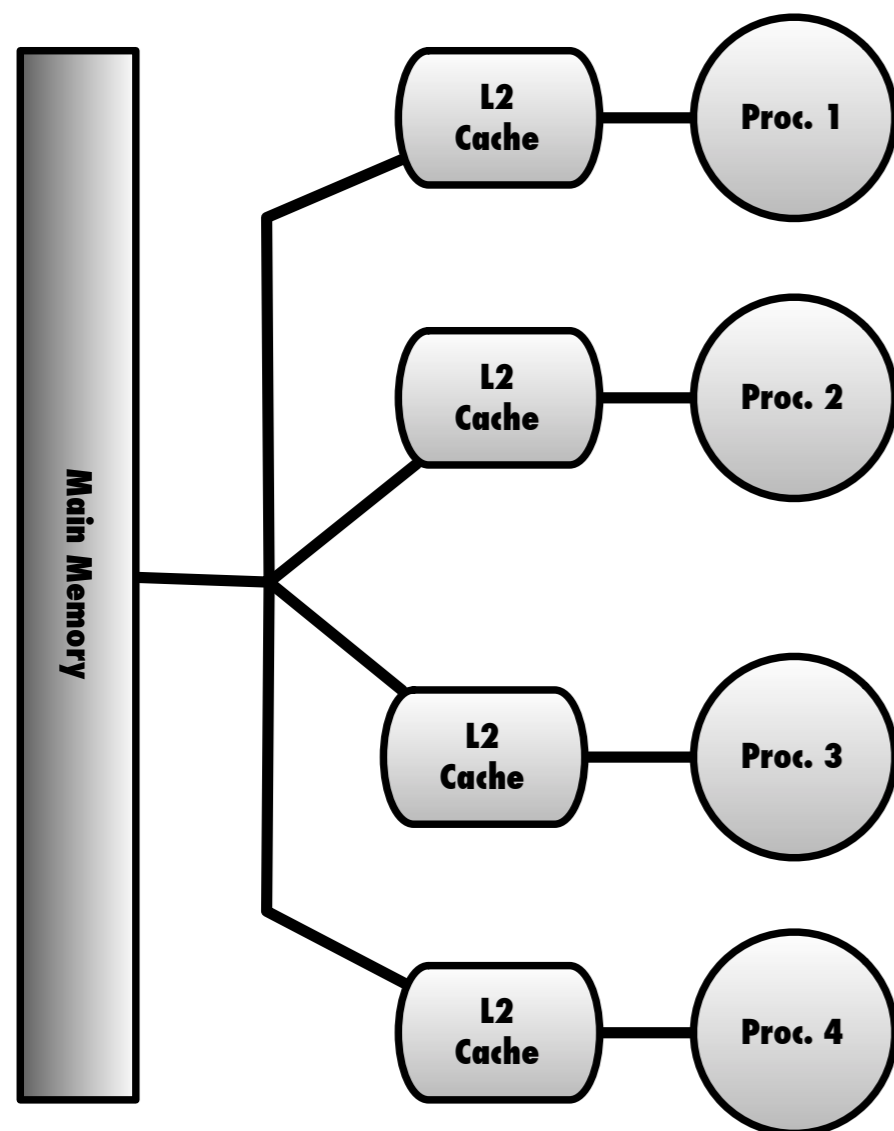 L2
Cache
Proc. 1
L2
Cache
Proc. 2
Main Memory
L2
Cache
Proc. 3
L2
Cache
Proc. 4